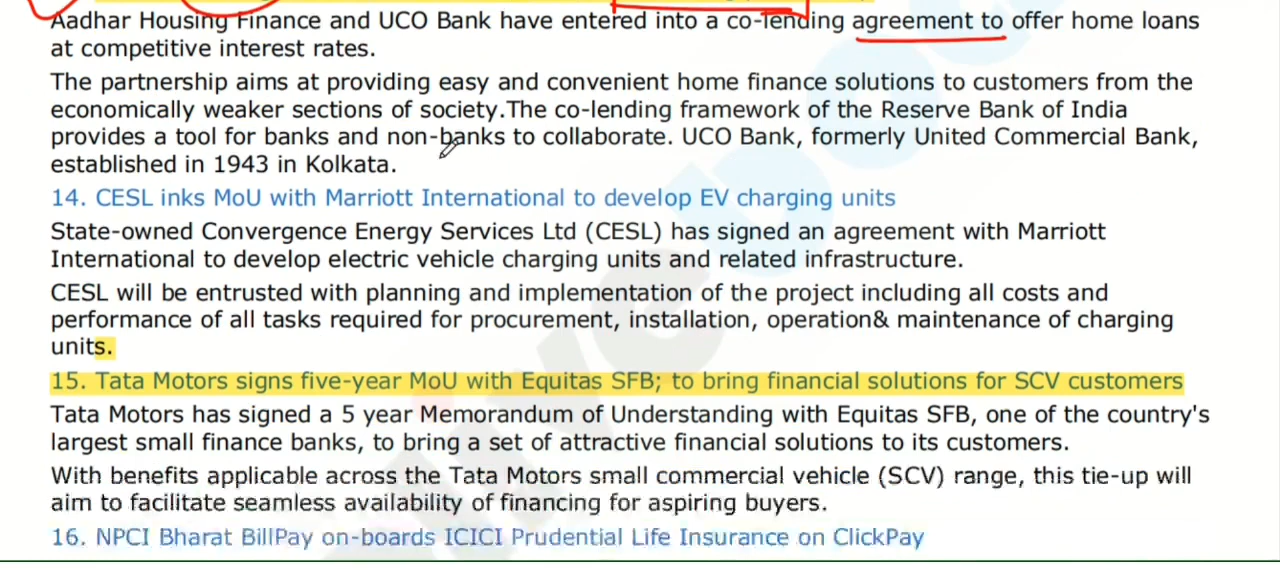 Aadhar Housing Finance and UCO Bank have entered into a co-lending agreement to offer home loans
at competitive interest rates.
The partnership aims at providing easy and convenient home finance solutions to customers from the
economically weaker sections of society.The co-lending framework of the Reserve Bank of India
provides a tool for banks and non-banks to collaborate. UCO Bank, formerly United Commercial Bank,
established in 1943 in Kolkata.
14. CESL inks MoU with Marriott International to develop EV charging units
State-owned Convergence Energy Services Ltd (CESL) has signed an agreement with Marriott
International to develop electric vehicle charging units and related infrastructure.
CESL will be entrusted with planning and implementation of the project including all costs and
performance of all tasks required for procurement, installation, operation& maintenance of charging
units.
15. Tata Motors signs five-year MoU with Equitas SFB; to bring financial solutions for SCV customers
Tata Motors has signed a 5 year Memorandum of Understanding with Equitas SFB, one of the country's
largest small finance banks, to bring a set of attractive financial solutions to its customers.
With benefits applicable across the Tata Motors small commercial vehicle (SCV) range, this tie-up will
aim to facilitate seamless availability of financing for aspiring buyers.
16. NPCI Bharat BillPay on-boards ICICI Prudential Life Insurance on ClickPay